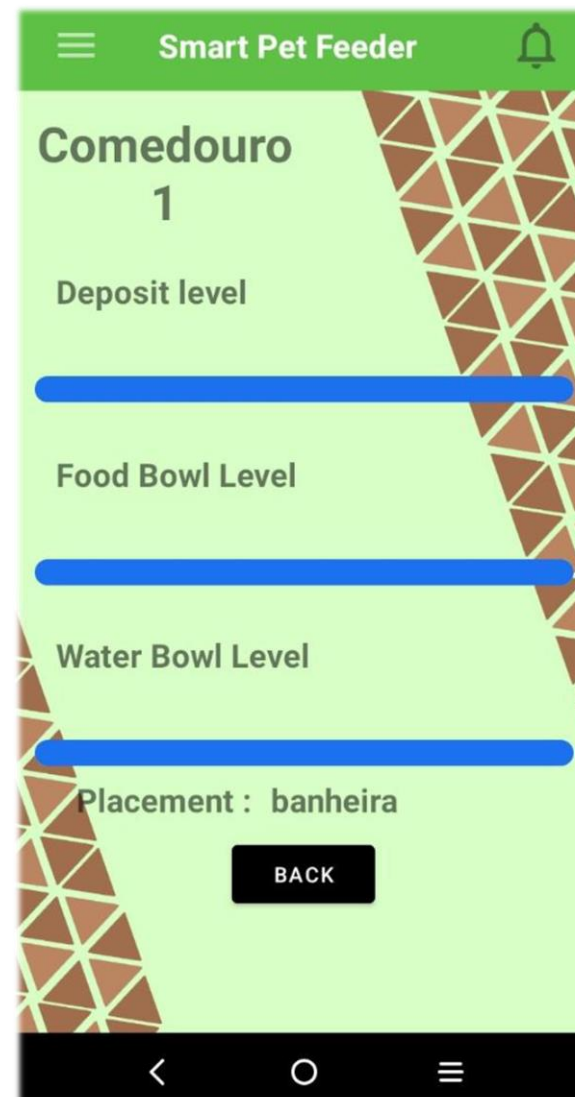 Smart Pet Feeder
Comedouro
1
Deposit level
Food Bowl Level
Water Bowl Level
Placement : banheira
BACK